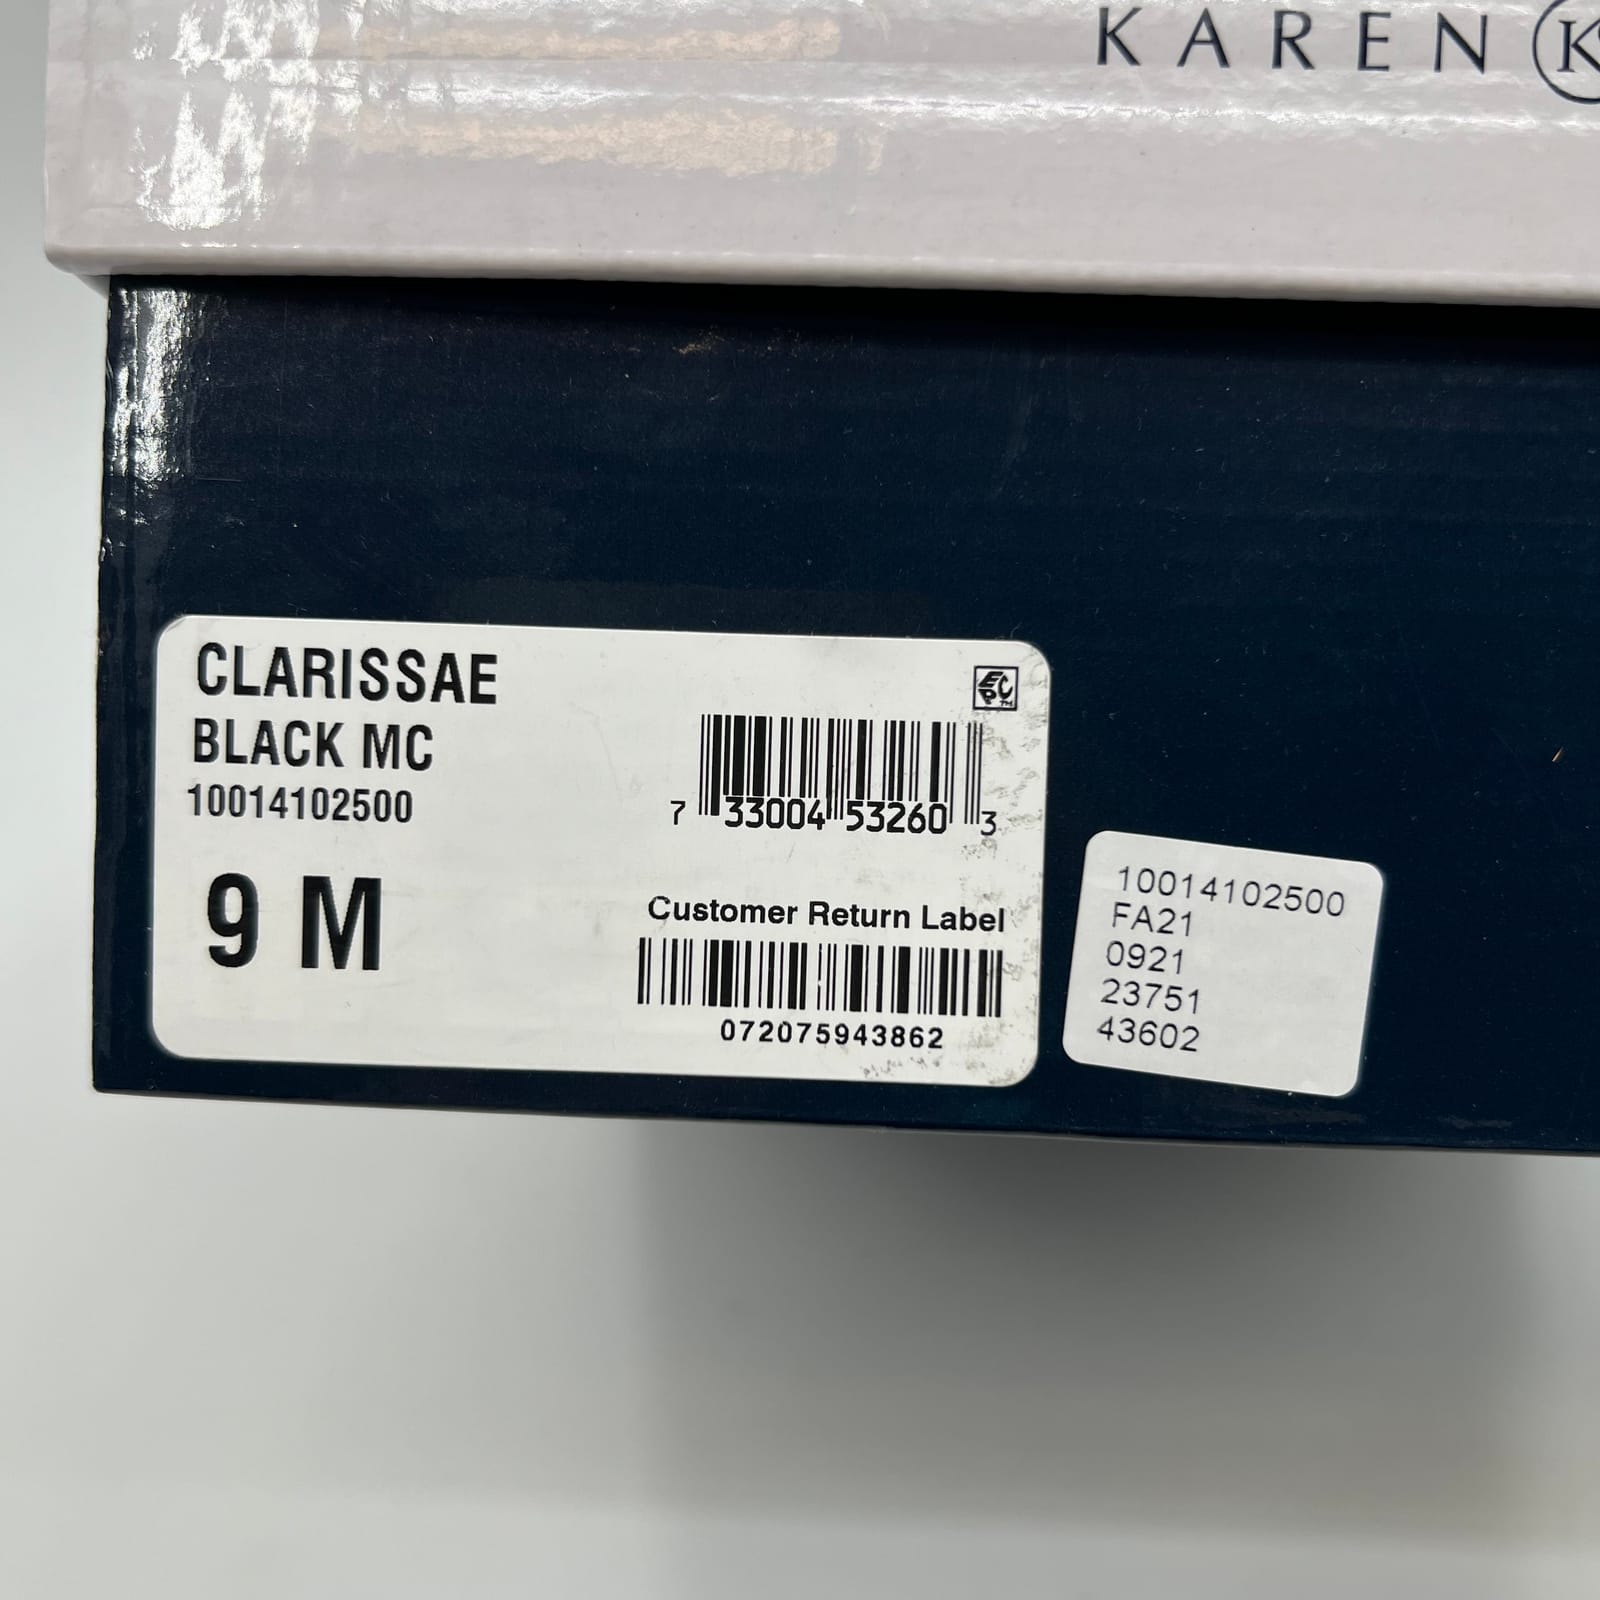 KAREN
CLARISSAE
BLACK MC
10014102500
9 M
EPC™
7 33004 53260 3
Customer Return Label
072075943862
10014102500
FA21
0921
23751
43602